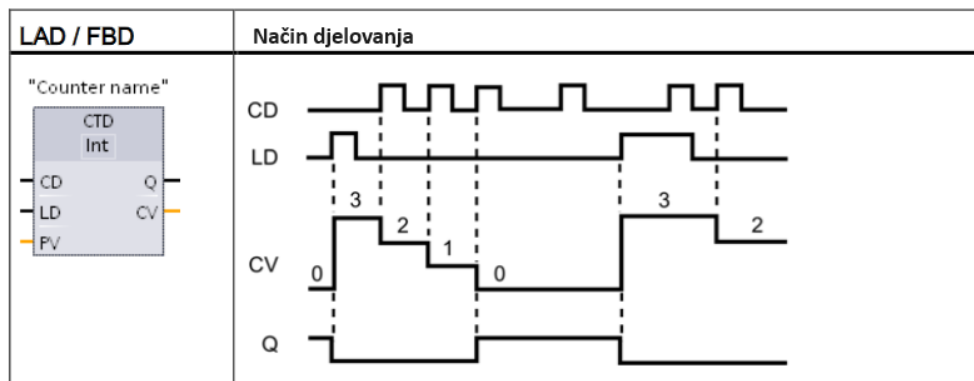 LAD / FBD
Način djelovanja
"Counter name"
CTD
Int
CD Q
LD CV
PV
CD
LD
3 3
2 2
1
CV 0 0
Q